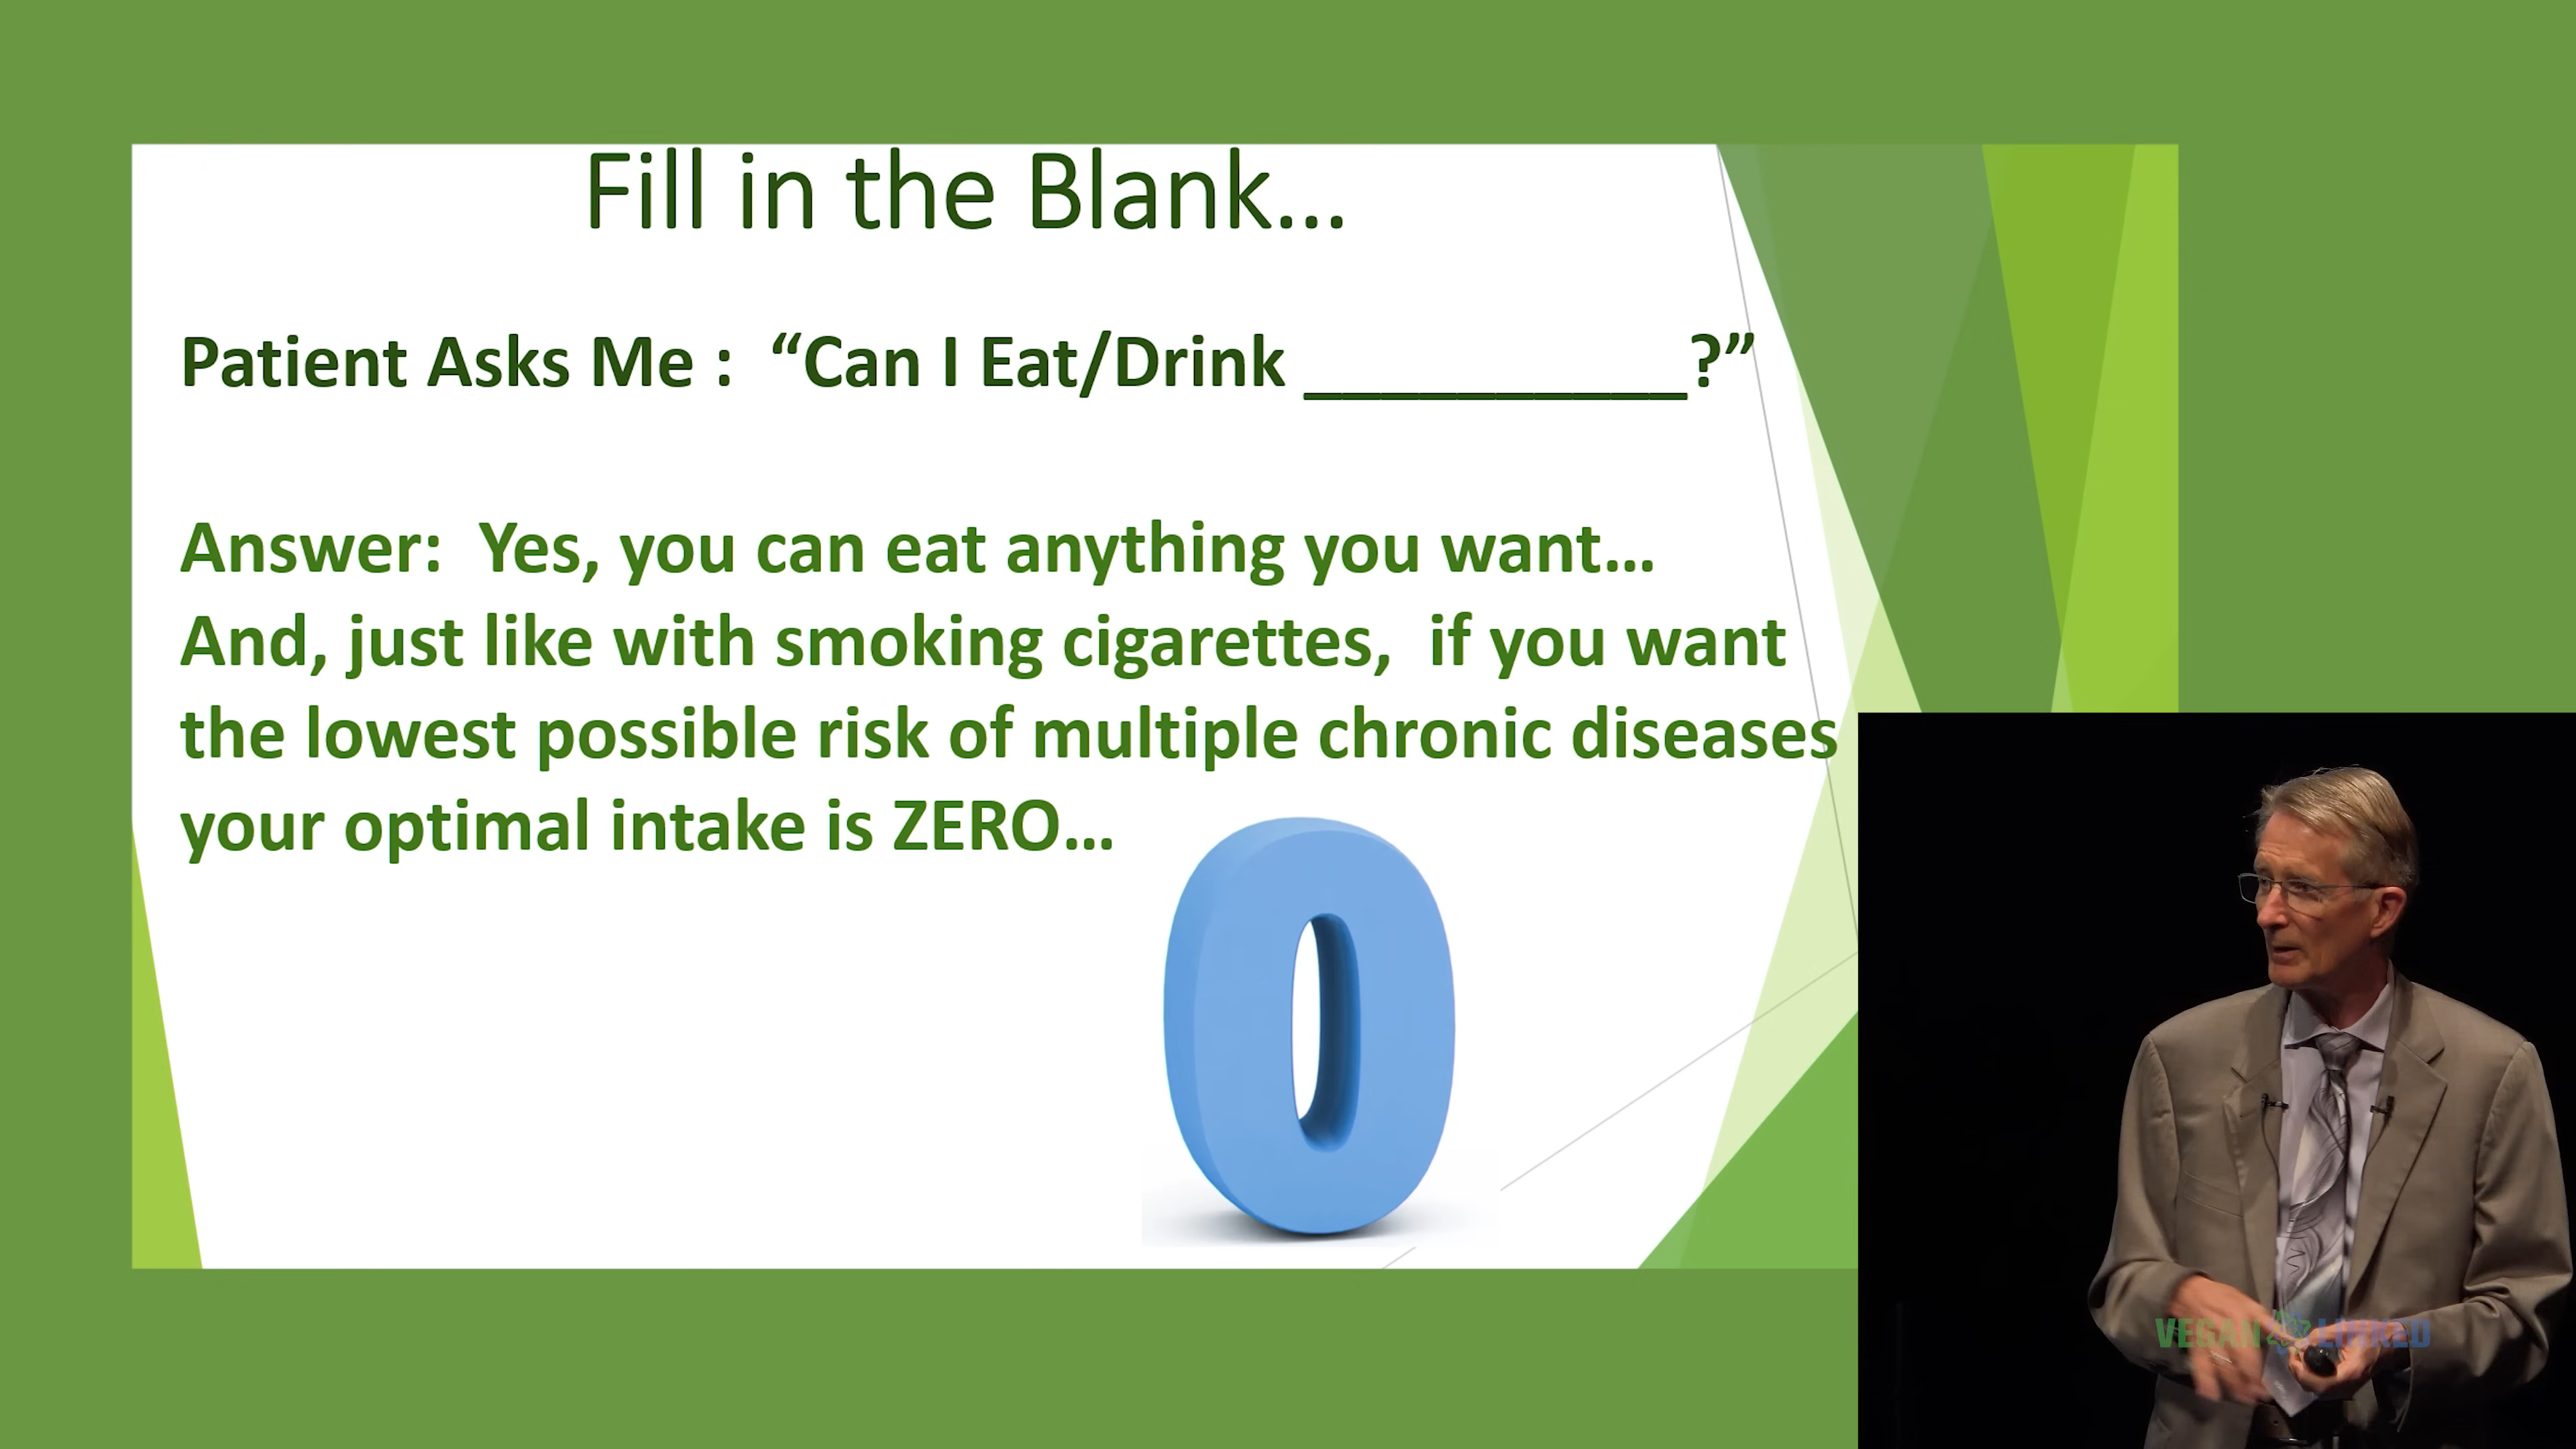 Fill in the Blank...
Patient Asks Me :  “Can I Eat/Drink __________?”
Answer:  Yes, you can eat anything you want...
And, just like with smoking cigarettes,  if you want
the lowest possible risk of multiple chronic diseases
your optimal intake is ZERO...
0
VEGAN LINKED